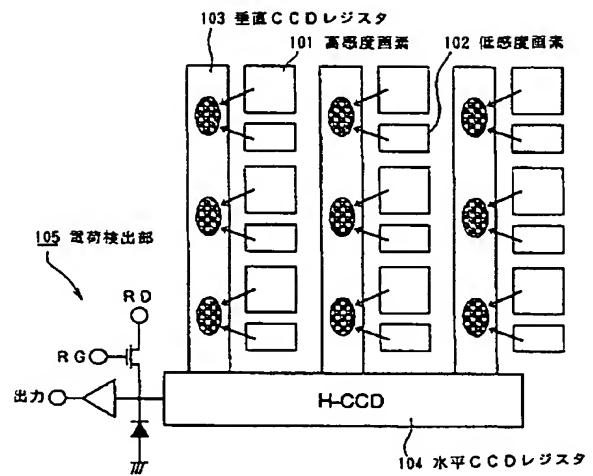 103 垂直CCDレジスタ
101 高感度画素
102 低感度画素
105 電荷検出部
RD
RG
出力
H-CCD
104 水平CCDレジスタ